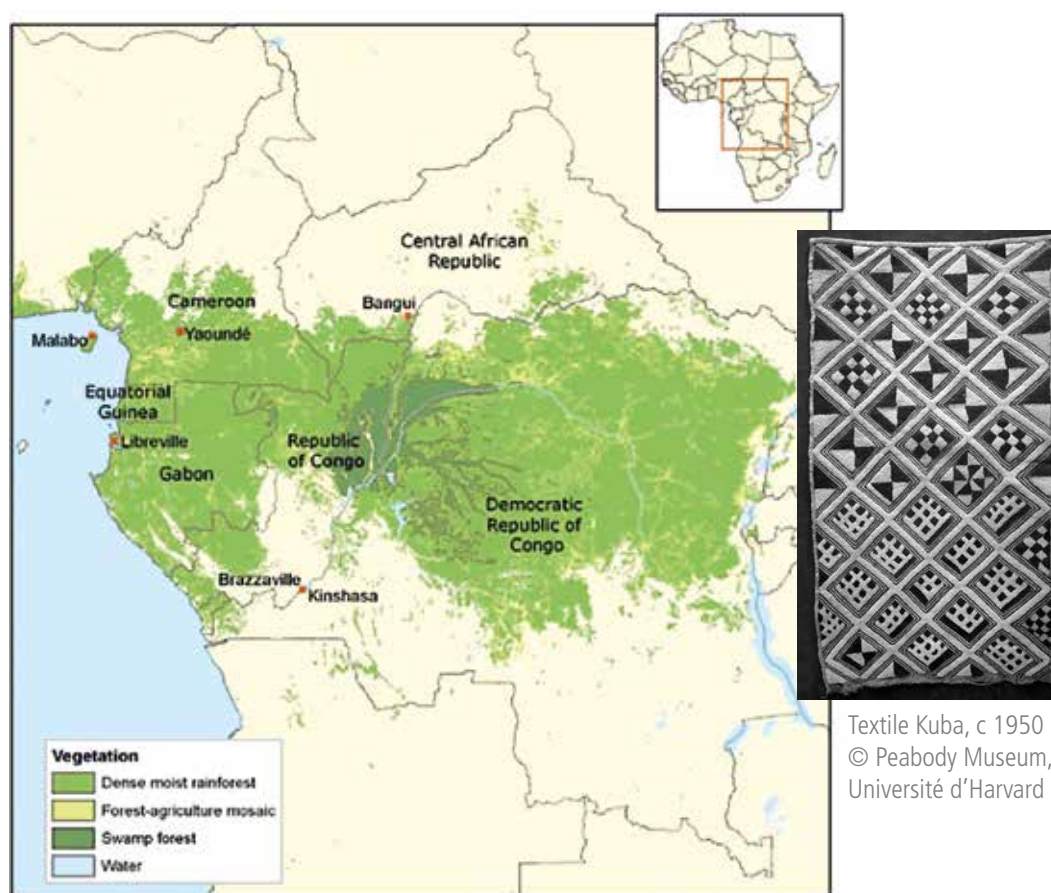 Central African
Republic
Cameroon
Bangui
Yaoundé
Malabo
Equatorial
Guinea
Libreville
Republic
of Congo
Gabon
Democratic
Republic of
Congo
Brazzaville
Kinshasa
Vegetation
Dense moist rainforest
Forest-agriculture mosaic
Swamp forest
Water
Textile Kuba, c 1950
© Peabody Museum,
Université d'Harvard